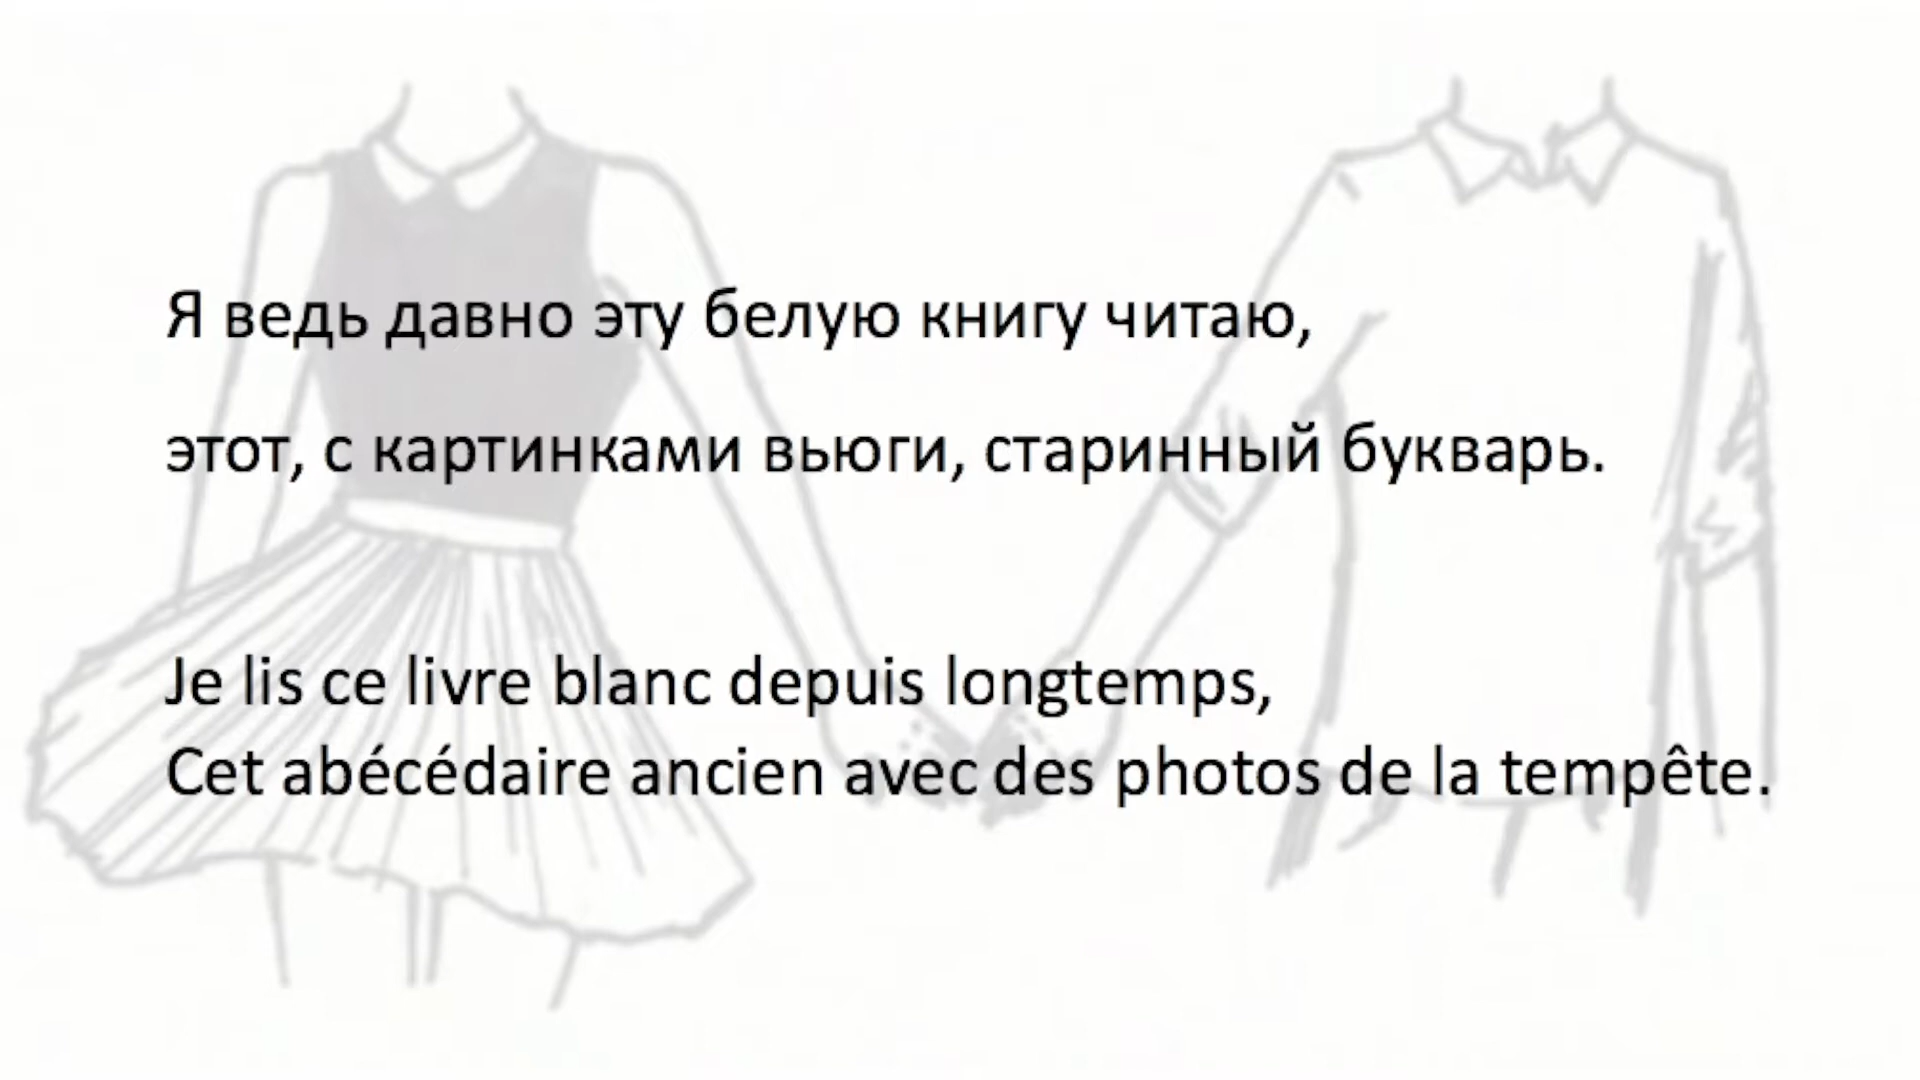 Я ведь давно эту белую книгу читаю,
этот, с картинками вьюги, старинный букварь.
Je lis ce livre blanc depuis longtemps,
Cet abécédaire ancien avec des photos de la tempête.